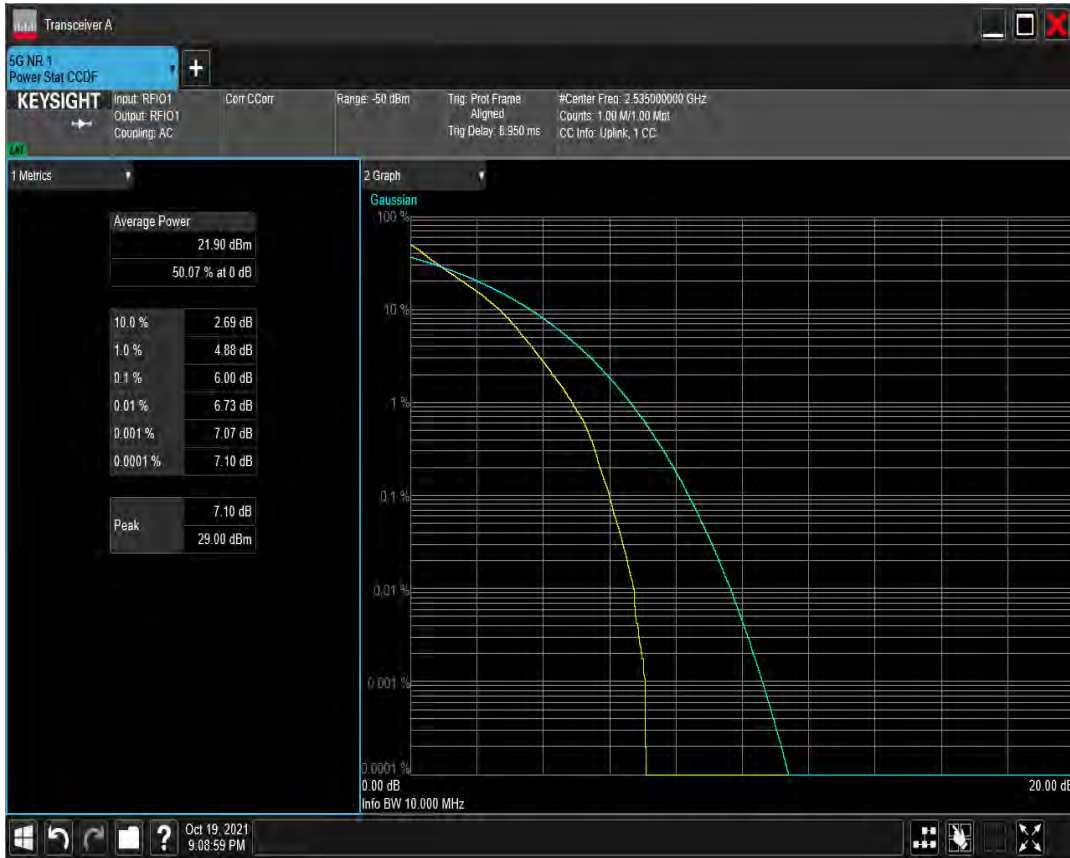 Transceiver A
5G NR 1
Power Stat CCDF
+
KEYSIGHT
Input: RFIO1
Output: RFIO1
Coupling: AC
Corr CCorr
Range: -50 dBm
Trig: Prot Frame
Aligned
Trig Delay: 8.950 ms
#Center Freq: 2.535000000 GHz
Counts: 1.00 M/1.00 Mpt
CC Info: Uplink, 1 CC
1 Metrics
Average Power
21.90 dBm
50.07 % at 0 dB
10.0 % 2.69 dB
1.0 % 4.88 dB
0.1 % 6.00 dB
0.01 % 6.73 dB
0.001 % 7.07 dB
0.0001 % 7.10 dB
Peak
7.10 dB
29.00 dBm
2 Graph
Gaussian
100 %
10 %
1 %
0.1 %
0.01 %
0.001 %
0.0001 %
0.00 dB
20.00 dB
Info BW 10.000 MHz
?
Oct 19, 2021
9:08:59 PM